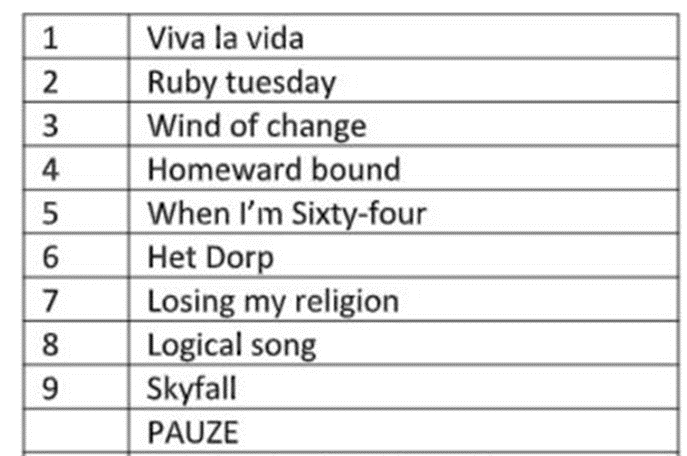 1 Viva la vida
2 Ruby tuesday
3 Wind of change
4 Homeward bound
5 When I’m Sixty-four
6 Het Dorp
7 Losing my religion
8 Logical song
9 Skyfall
PAUZE